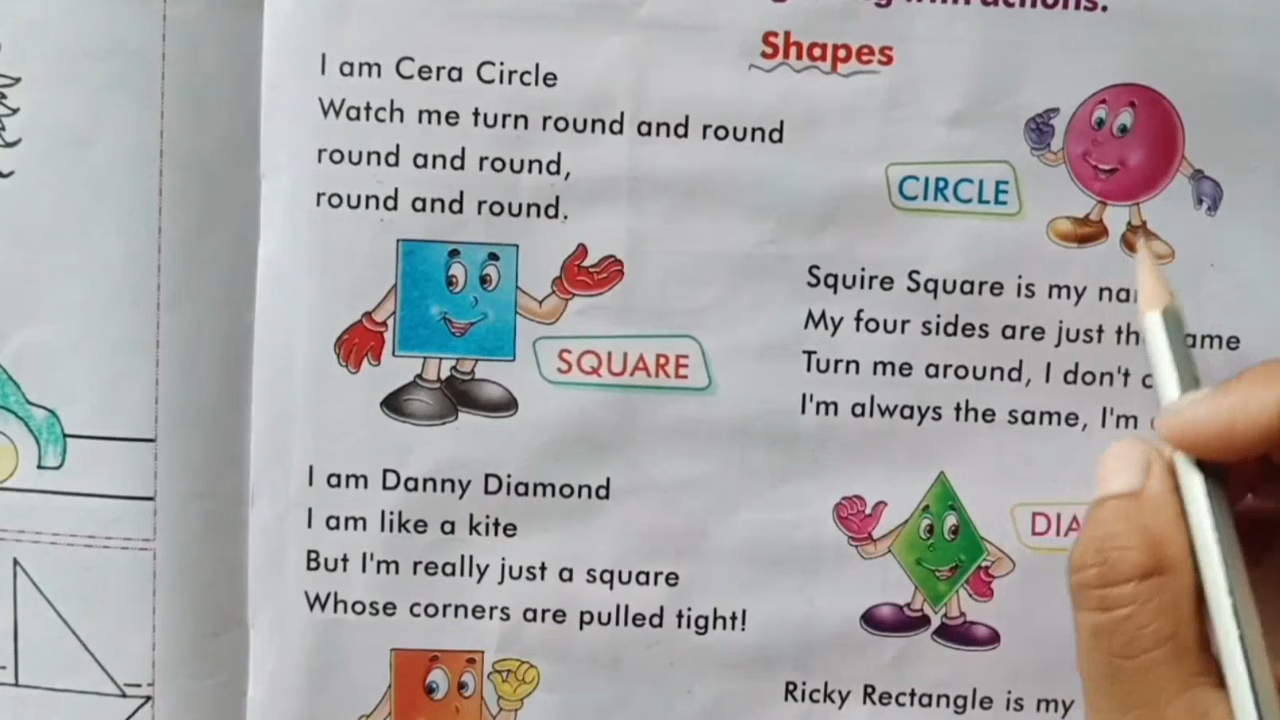 Shapes
I am Cera Circle
Watch me turn round and round
round and round,
round and round.
CIRCLE
Squire Square is my
My four sides are just
Turn me around, I don't
I'm always the same, I'm
SQUARE
I am Danny Diamond
I am like a kite
But I'm really just a square
Whose corners are pulled tight!
Ricky Rectangle is my